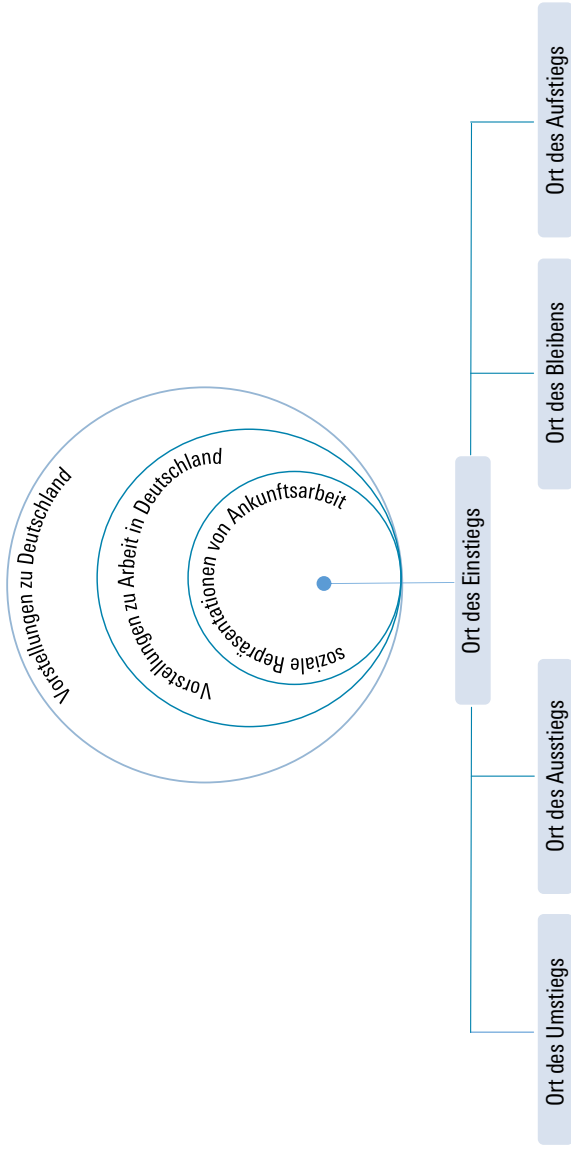 Vorstellungen zu Deutschland
Vorstellungen zu Arbeit in Deutschland
soziale Repräsentationen von Ankunftsarbeit
Ort des Einstiegs
Ort des Umstiegs
Ort des Ausstiegs
Ort des Bleibens
Ort des Aufstiegs